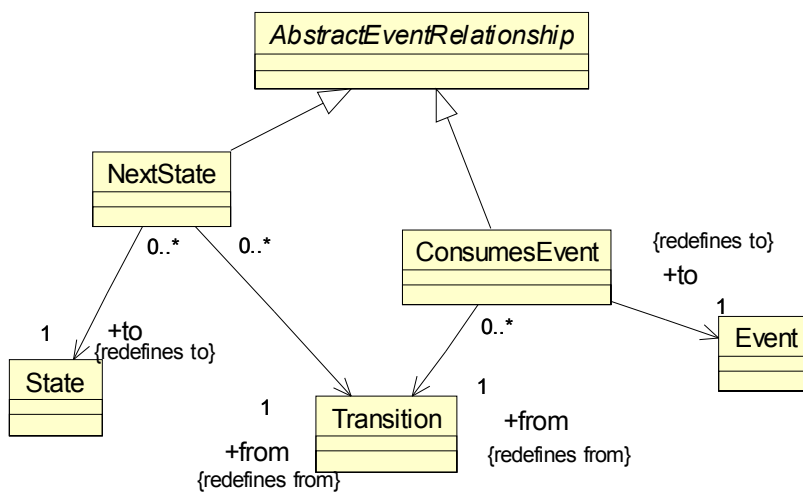 AbstractEventRelationship
NextState
0..*
0..*
ConsumesEvent
{redefines to}
+to
1
0..*
Event
1
+to
{redefines to}
State
1
Transition
1
+from
{redefines from}
+from
{redefines from}